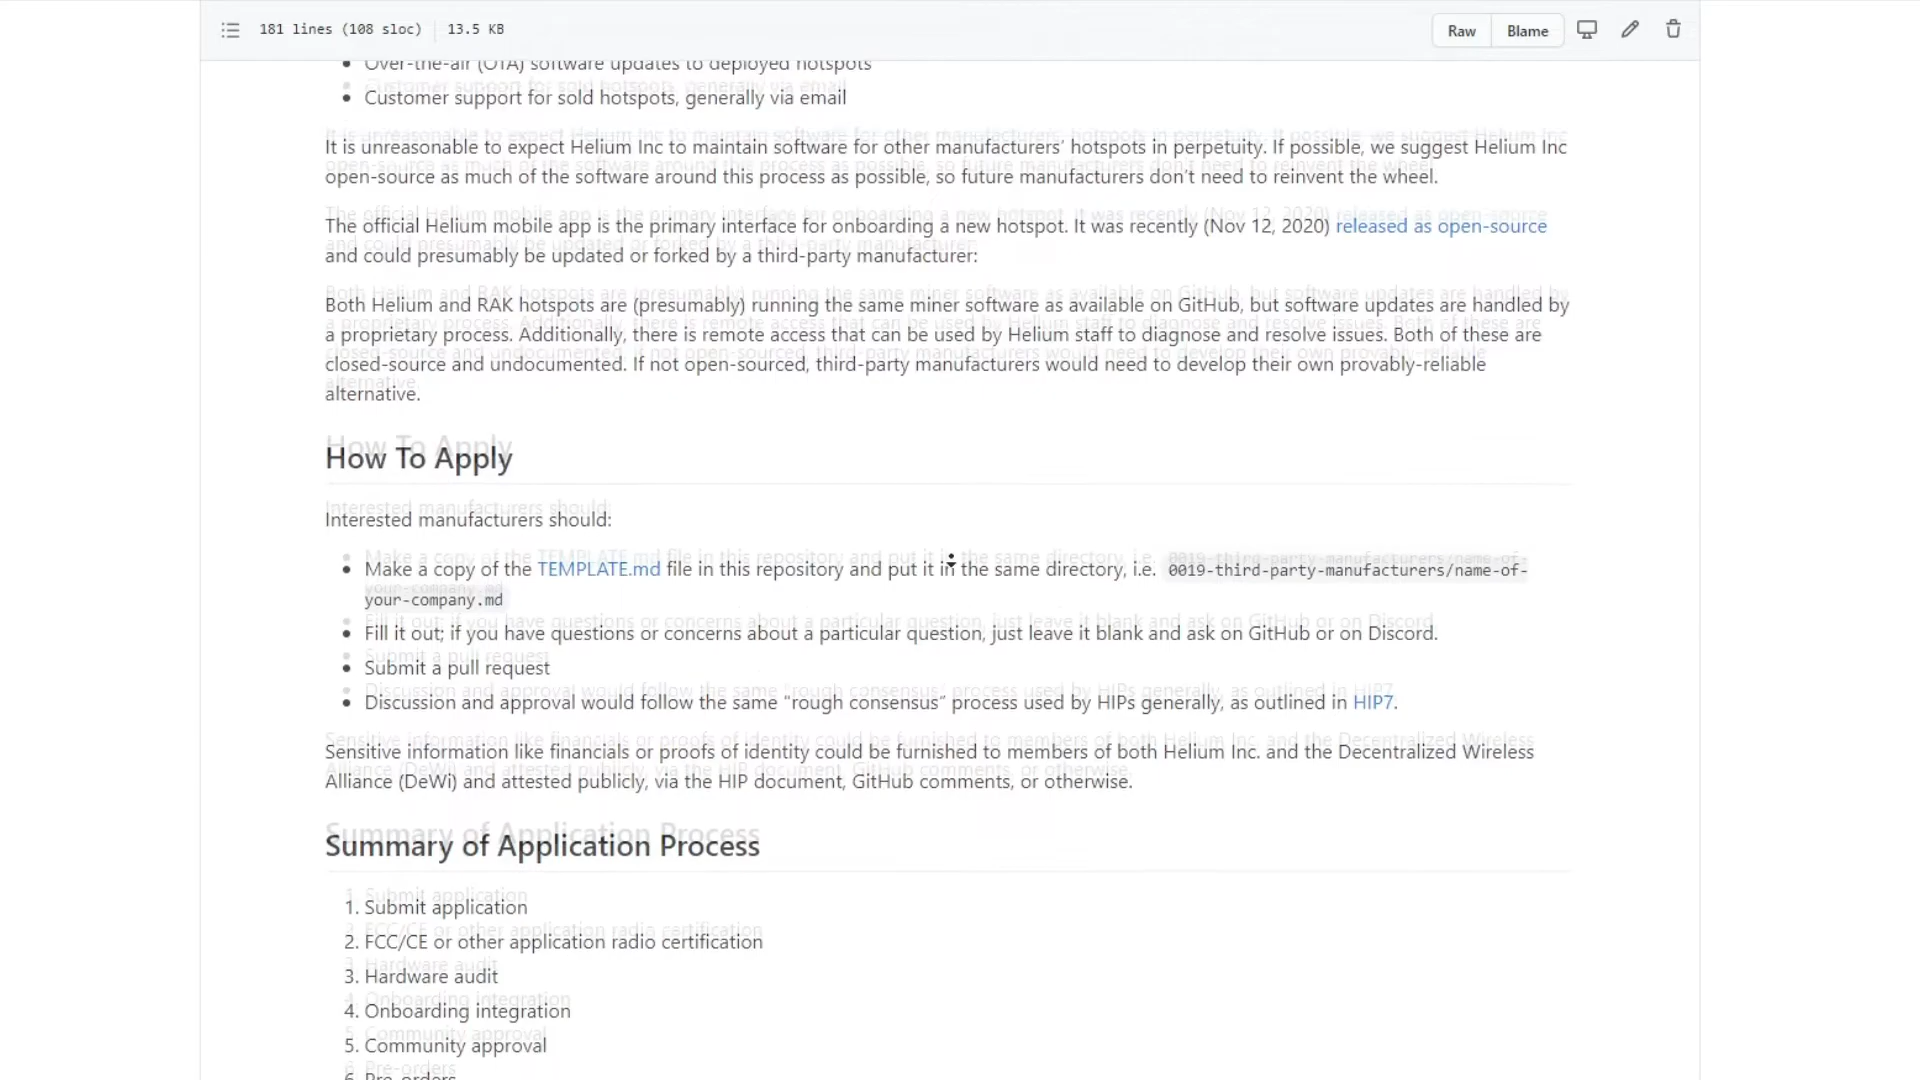 181 lines (108 sloc) 13.5 KB Raw Blame
Over-the-air (OTA) software updates to deployed hotspots
Customer support for sold hotspots, generally via email
It is unreasonable to expect Helium Inc to maintain software for other manufacturers’ hotspots in perpetuity. If possible, we suggest Helium Inc
open-source as much of the software around this process as possible, so future manufacturers don’t need to reinvent the wheel.
The official Helium mobile app is the primary interface for onboarding a new hotspot. It was recently (Nov 12, 2020) released as open-source
and could presumably be updated or forked by a third-party manufacturer:
Both Helium and RAK hotspots are (presumably) running the same miner software as available on GitHub, but software updates are handled by
a proprietary process. Additionally, there is remote access that can be used by Helium staff to diagnose and resolve issues. Both of these are
closed-source and undocumented. If not open-sourced, third-party manufacturers would need to develop their own provably-reliable
alternative.
How To Apply
Interested manufacturers should:
Make a copy of the TEMPLATE.md file in this repository and put it in the same directory, i.e. 0019-third-party-manufacturers/name-of-
your-company.md
Fill it out; if you have questions or concerns about a particular question, just leave it blank and ask on GitHub or on Discord.
Submit a pull request
Discussion and approval would follow the same “rough consensus” process used by HIPs generally, as outlined in HIP7.
Sensitive information like financials or proofs of identity could be furnished to members of both Helium Inc. and the Decentralized Wireless
Alliance (DeWi) and attested publicly, via the HIP document, GitHub comments, or otherwise.
Summary of Application Process
1. Submit application
2. FCC/CE or other application radio certification
3. Hardware audit
4. Onboarding integration
5. Community approval
6. Pre-orders